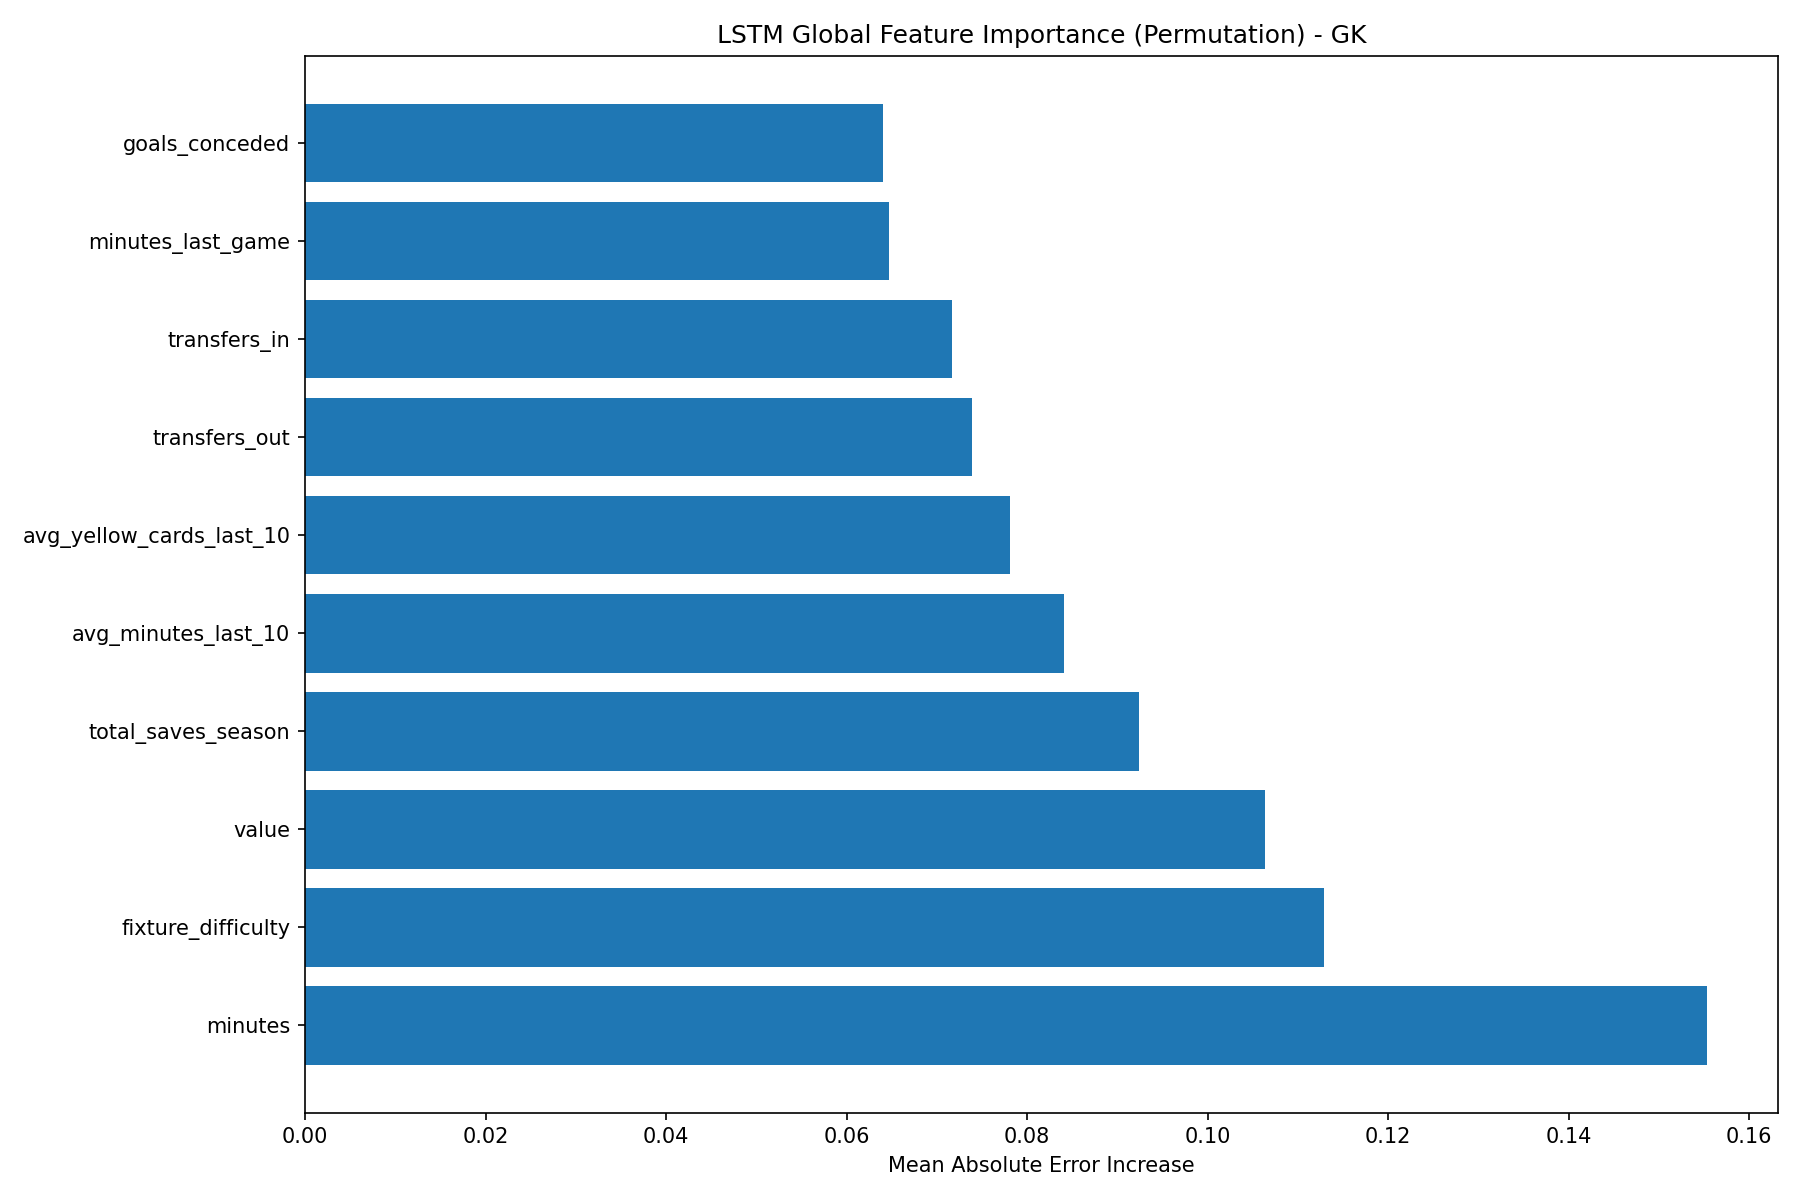 LSTM Global Feature Importance (Permutation) - GK
goals_conceded
minutes_last_game
transfers_in
transfers_out
avg_yellow_cards_last_10
avg_minutes_last_10
total_saves_season
value
fixture_difficulty
minutes
0.00 0.02 0.04 0.06 0.08 0.10 0.12 0.14 0.16
Mean Absolute Error Increase